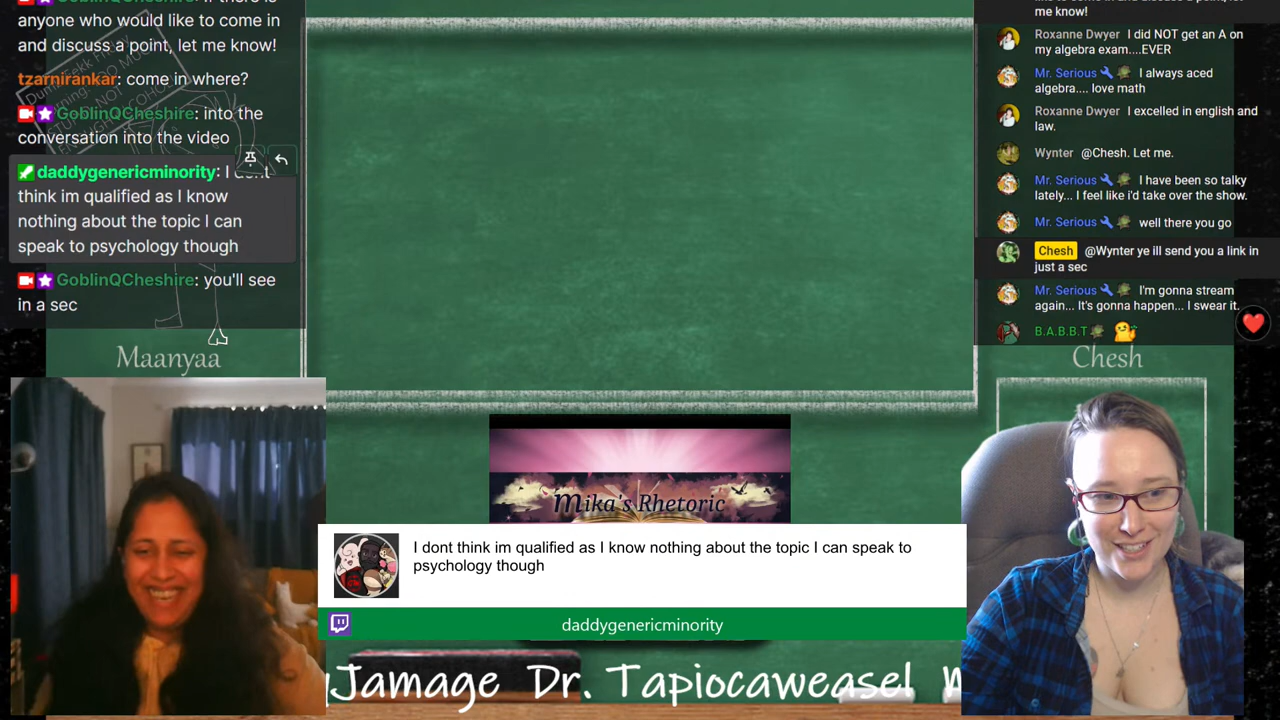 GoblinQCheshire: If there is
anyone who would like to come in
and discuss a point, let me know!
tzarnirankar: come in where?
GoblinQCheshire: into the
conversation into the video
daddygenericminority: I dont
think im qualified as I know
nothing about the topic I can
speak to psychology though
GoblinQCheshire: you'll see
in a sec
me know!
Roxanne Dwyer I did NOT get an A on
my algebra exam....EVER
Mr. Serious I always aced
algebra.... love math
Roxanne Dwyer I excelled in english and
law.
Wynter @Chesh. Let me.
Mr. Serious I have been so talky
lately... I feel like i'd take over the show.
Mr. Serious well there you go
Chesh @Wynter ye ill send you a link in
just a sec
Mr. Serious I'm gonna stream
again... It's gonna happen... I swear it.
B.A.B.B.T
Maanyaa
Chesh
Mika's Rhetoric
I dont think im qualified as I know nothing about the topic I can speak to
psychology though
daddygenericminority
Jamage Dr. Tapiocaweasel